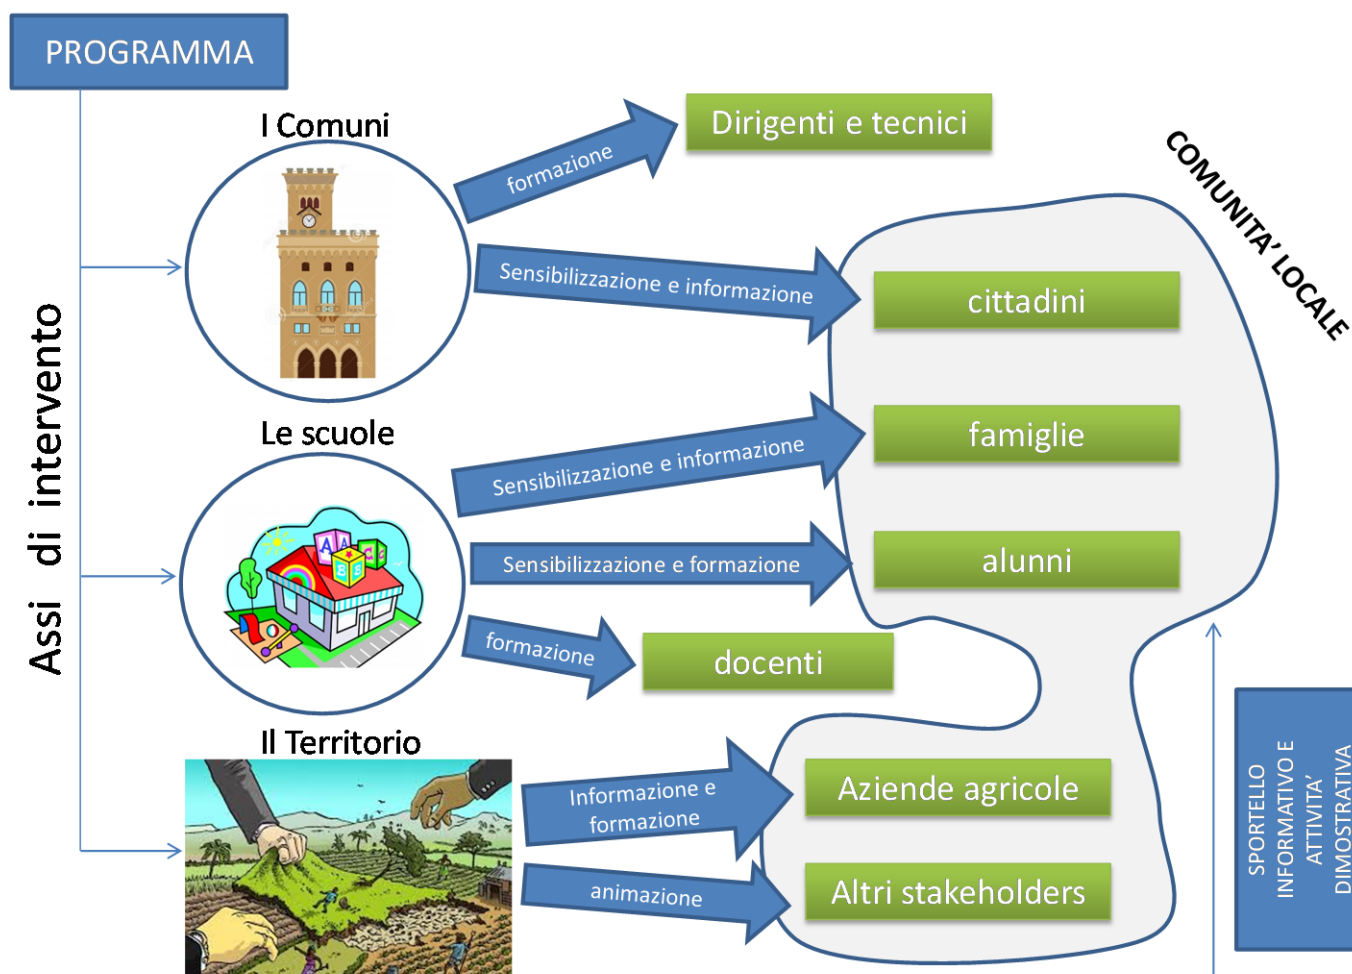 PROGRAMMA
Assi di intervento
I Comuni
formazione
Dirigenti e tecnici
Sensibilizzazione e informazione
cittadini
COMUNITA’ LOCALE
Le scuole
Sensibilizzazione e informazione
famiglie
Sensibilizzazione e formazione
alunni
formazione
docenti
Il Territorio
Informazione e
formazione
Aziende agricole
animazione
Altri stakeholders
SPORTELLO
INFORMATIVO E
ATTIVITA’
DIMOSTRATIVA